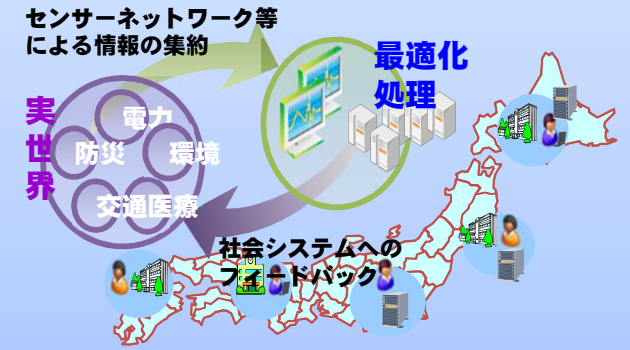 センサーネットワーク等
による情報の集約
最適化
処理
実世界
電力
防災
環境
交通
医療
社会システムへの
フィードバック